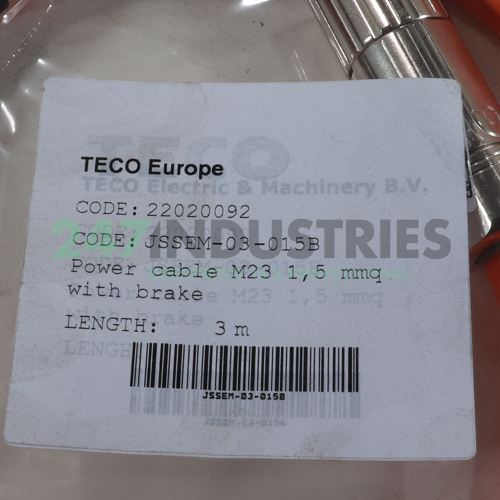 TECO
TECO Europe
TECO Electric & Machinery B.V.
CODE: 22020092
247INDUSTRIES
CODE: JSSEM-03-015B
Power cable M23 1,5 mmq
with brake
LENGTH: 3 m
JSSEM-03-015B